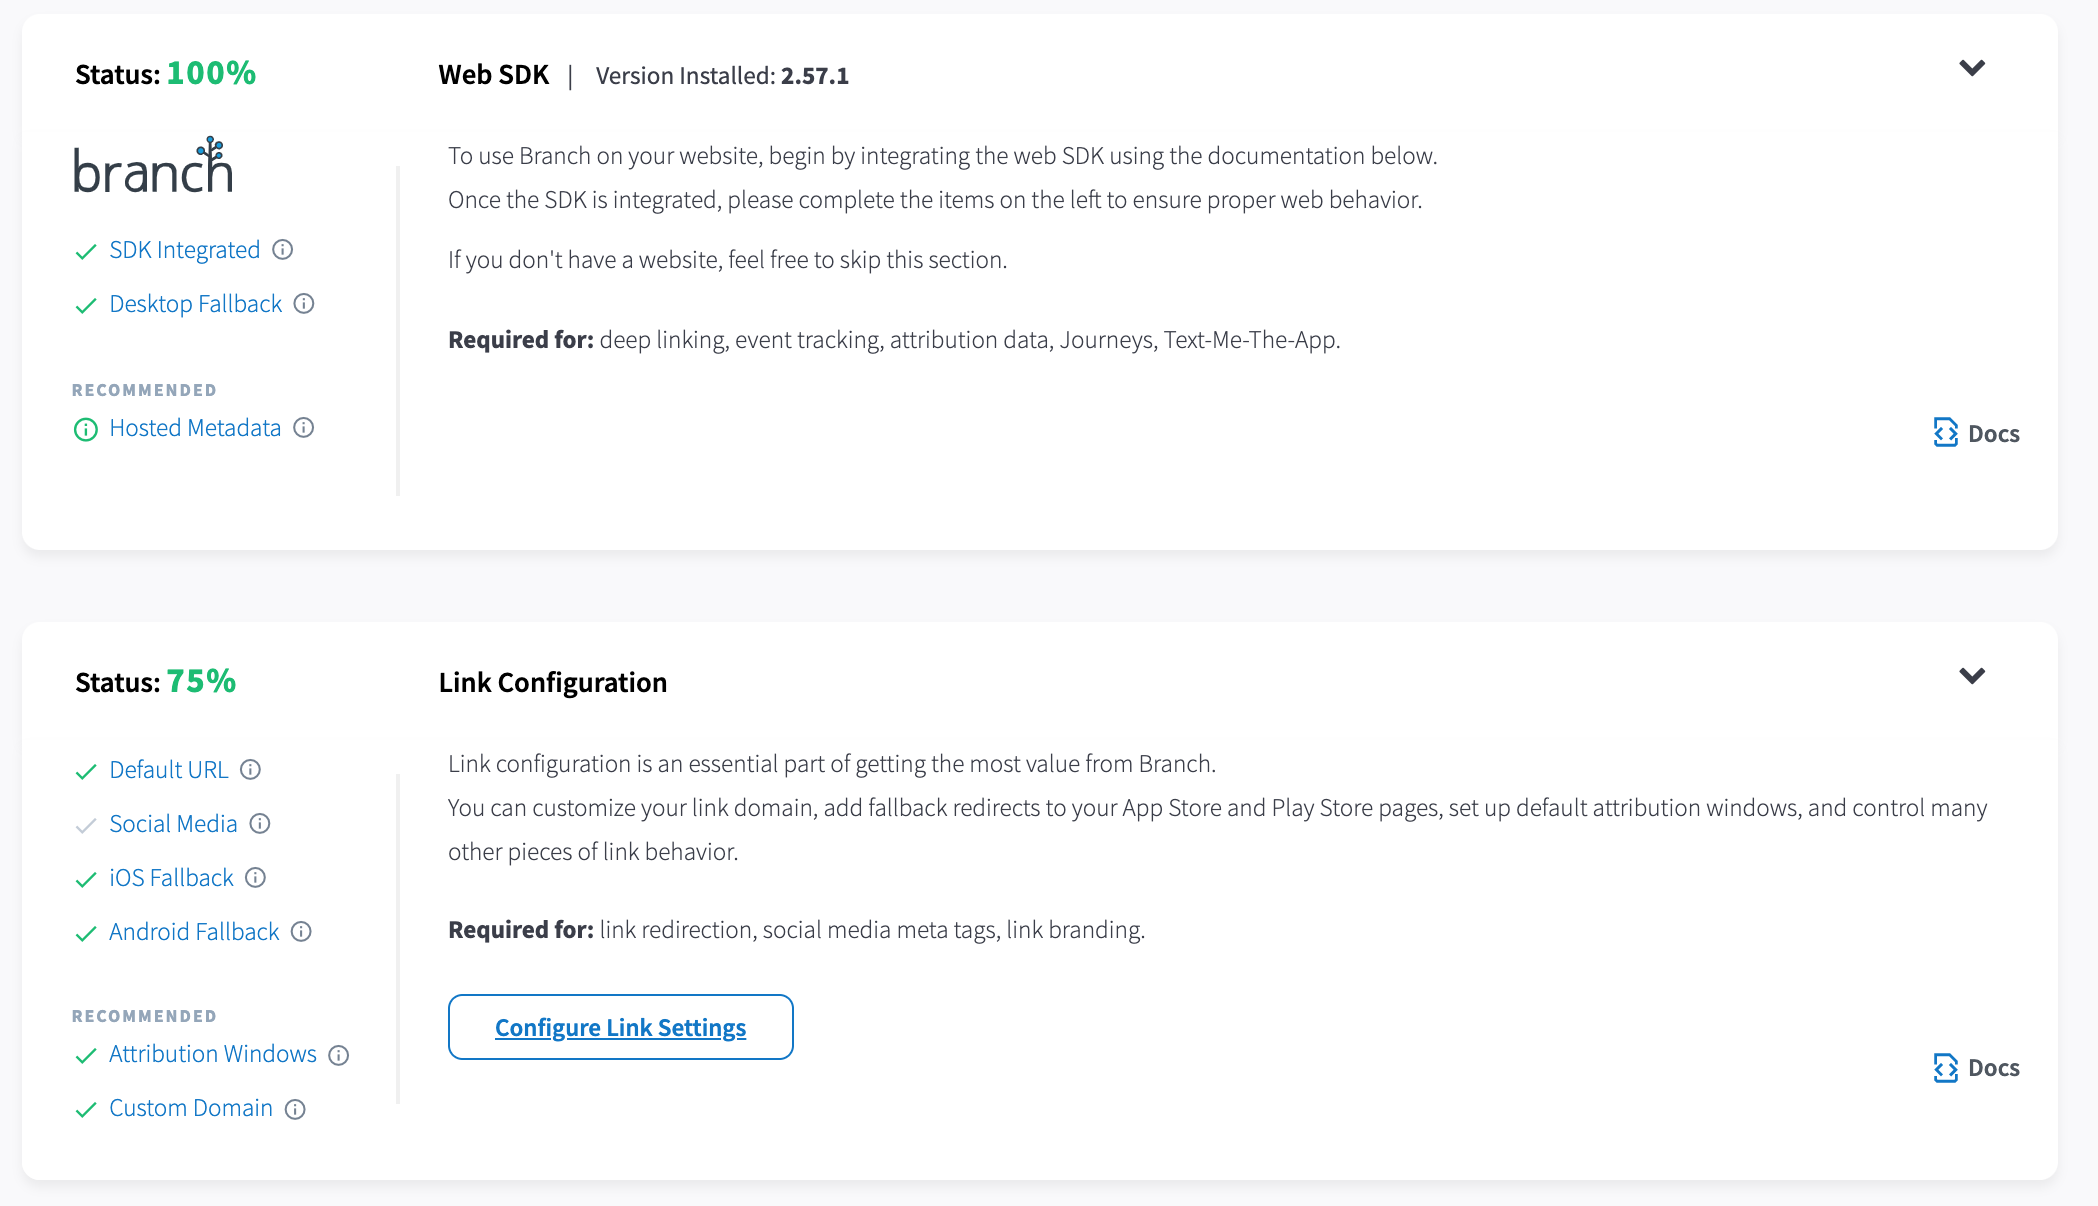 Status: 100%
Web SDK | Version Installed: 2.57.1
branch
SDK Integrated
Desktop Fallback
RECOMMENDED
Hosted Metadata
To use Branch on your website, begin by integrating the web SDK using the documentation below.
Once the SDK is integrated, please complete the items on the left to ensure proper web behavior.
If you don't have a website, feel free to skip this section.
Required for: deep linking, event tracking, attribution data, Journeys, Text-Me-The-App.
Docs
Status: 75%
Link Configuration
Default URL
Social Media
iOS Fallback
Android Fallback
RECOMMENDED
Attribution Windows
Custom Domain
Link configuration is an essential part of getting the most value from Branch.
You can customize your link domain, add fallback redirects to your App Store and Play Store pages, set up default attribution windows, and control many
other pieces of link behavior.
Required for: link redirection, social media meta tags, link branding.
Configure Link Settings
Docs